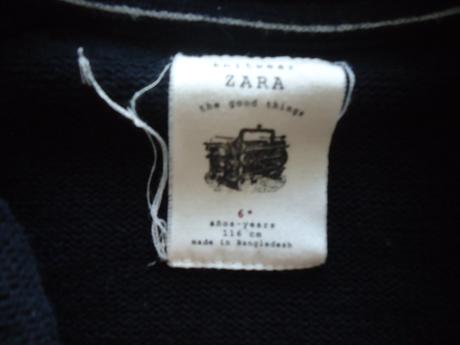 knitwear
ZARA
the good things
6"
años-years
116 cm
made in Bangladesh